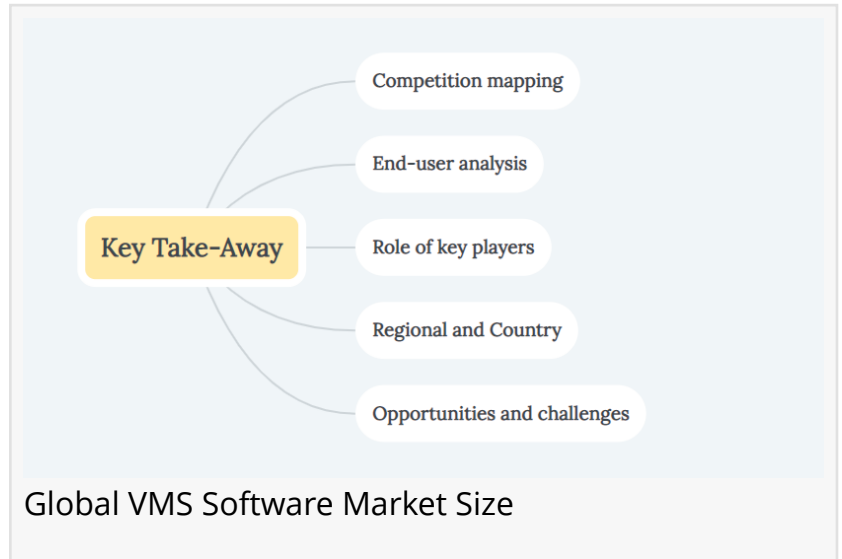 Competition mapping
End-user analysis
Key Take-Away
Role of key players
Regional and Country
Opportunities and challenges
Global VMS Software Market Size